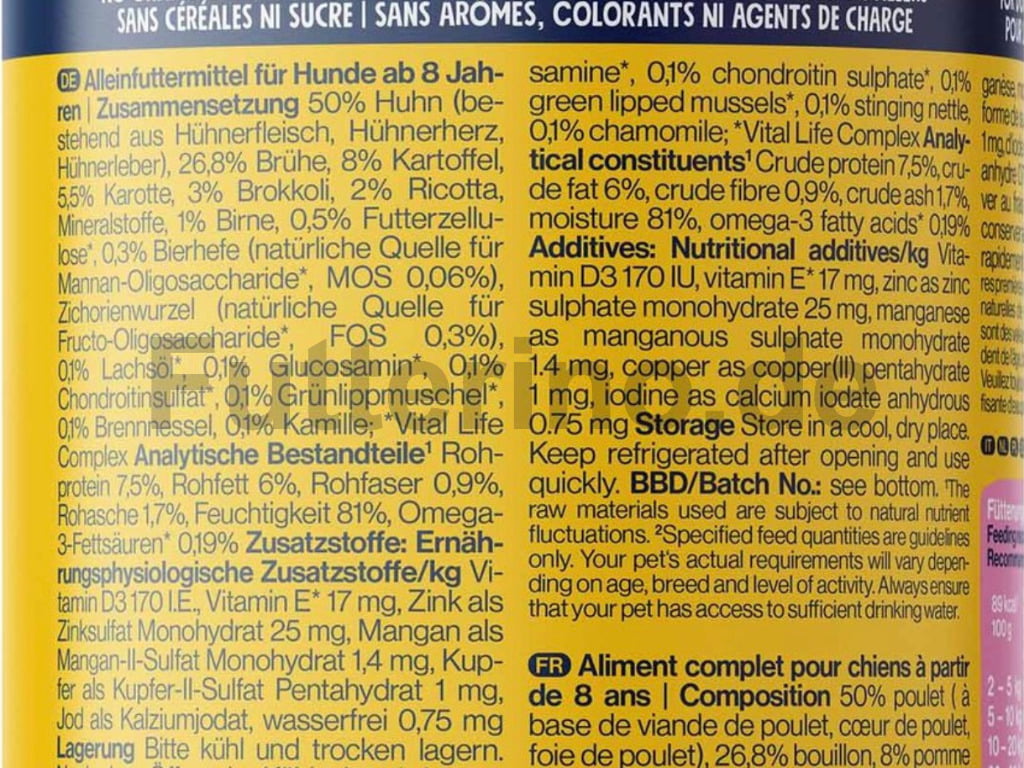 SANS CÉRÉALES NI SUCRE | SANS ARÔMES, COLORANTS NI AGENTS DE CHARGE
DE Alleinfuttermittel für Hunde ab 8 Jah-
ren | Zusammensetzung 50% Huhn (be-
stehend aus Hühnerfleisch, Hühnerherz,
Hühnerleber), 26,8% Brühe, 8% Kartoffel,
5,5% Karotte, 3% Brokkoli, 2% Ricotta,
Mineralstoffe, 1% Birne, 0,5% Futterzellu-
lose*, 0,3% Bierhefe (natürliche Quelle für
Mannan-Oligosaccharide*, MOS 0,06%),
Zichorienwurzel (natürliche Quelle für
Fructo-Oligosaccharide*, FOS 0,3%),
0,1% Lachsöl*, 0,1% Glucosamin*, 0,1%
Chondroitinsulfat*, 0,1% Grünlippmuschel*,
0,1% Brennnessel, 0,1% Kamille; *Vital Life
Complex Analytische Bestandteile¹ Roh-
protein 7,5%, Rohfett 6%, Rohfaser 0,9%,
Rohasche 1,7%, Feuchtigkeit 81%, Omega-
3-Fettsäuren* 0,19% Zusatzstoffe: Ernäh-
rungsphysiologische Zusatzstoffe/kg Vi-
tamin D3 170 I.E., Vitamin E* 17 mg, Zink als
Zinksulfat Monohydrat 25 mg, Mangan als
Mangan-II-Sulfat Monohydrat 1,4 mg, Kup-
fer als Kupfer-II-Sulfat Pentahydrat 1 mg,
Jod als Kalziumjodat, wasserfrei 0,75 mg
Lagerung Bitte kühl und trocken lagern.
samine*, 0,1% chondroitin sulphate*, 0,1%
green lipped mussels*, 0,1% stinging nettle,
0,1% chamomile; *Vital Life Complex Analy-
tical constituents¹ Crude protein 7,5%, cru-
de fat 6%, crude fibre 0,9%, crude ash 1,7%,
moisture 81%, omega-3 fatty acids* 0,19%
Additives: Nutritional additives/kg Vita-
min D3 170 IU, vitamin E* 17 mg, zinc as zinc
sulphate monohydrate 25 mg, manganese
as manganous sulphate monohydrate
1.4 mg, copper as copper(II) pentahydrate
1 mg, iodine as calcium iodate anhydrous
0.75 mg Storage Store in a cool, dry place.
Keep refrigerated after opening and use
quickly. BBD/Batch No.: see bottom. ¹The
raw materials used are subject to natural nutrient
fluctuations. ²Specified feed quantities are guidelines
only. Your pet's actual requirements will vary depen-
ding on age, breed and level of activity. Always ensure
that your pet has access to sufficient drinking water.
FR Aliment complet pour chiens à partir
de 8 ans | Composition 50% poulet ( à
base de viande de poulet, cœur de poulet,
foie de poulet), 26,8% bouillon, 8% pomme
IT NL
89 kcal/
100 g
2 - 5 kg
5 - 10 kg
10 - 20 kg
Futterino.de